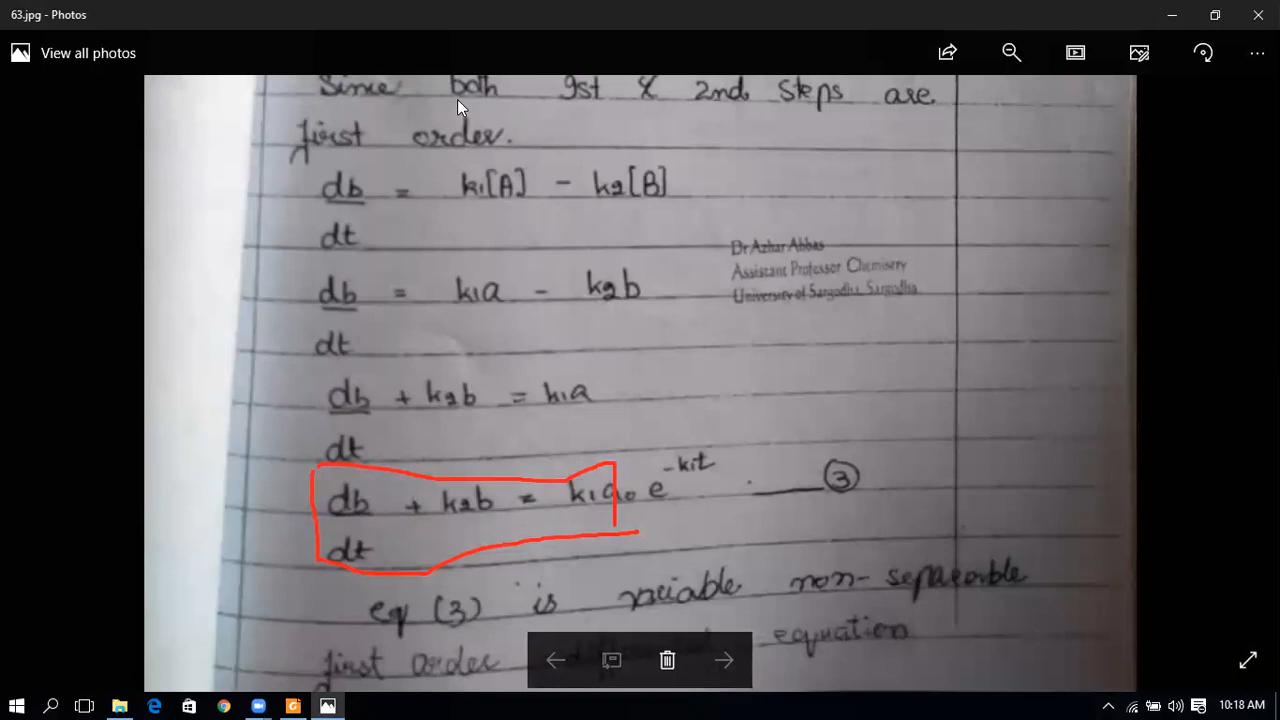 63.jpg - Photos
View all photos
Since both 1st & 2nd steps are
first order.
db = k1[A] - k2[B]
dt
Dr Azhar Abbas
Assistant Professor Chemistry
University of Sargodha, Sargodha
db = k1a - k2b
dt
db + k2b = k1a
dt
db + k2b = k1a0 e^-k1t ③
dt
eq (3) is variable non-separable
first order equation
10:18 AM